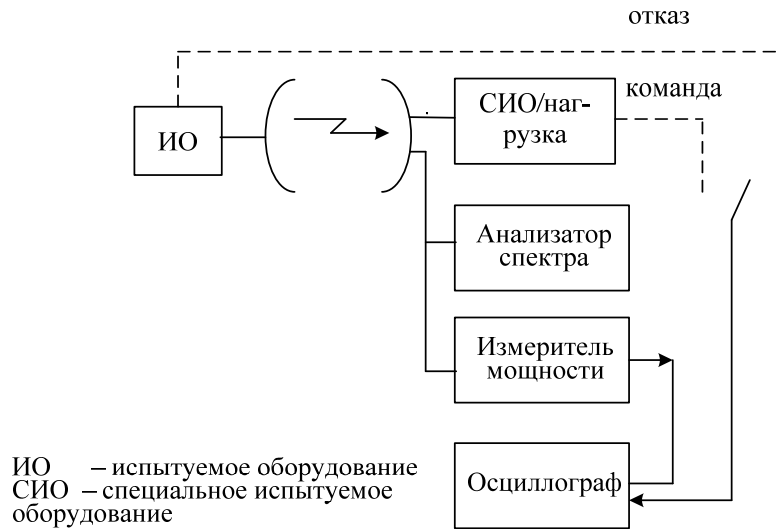 отказ
команда
ИО
СИО/наг-
рузка
Анализатор
спектра
Измеритель
мощности
Осциллограф
ИО – испытуемое оборудование
СИО – специальное испытуемое
оборудование